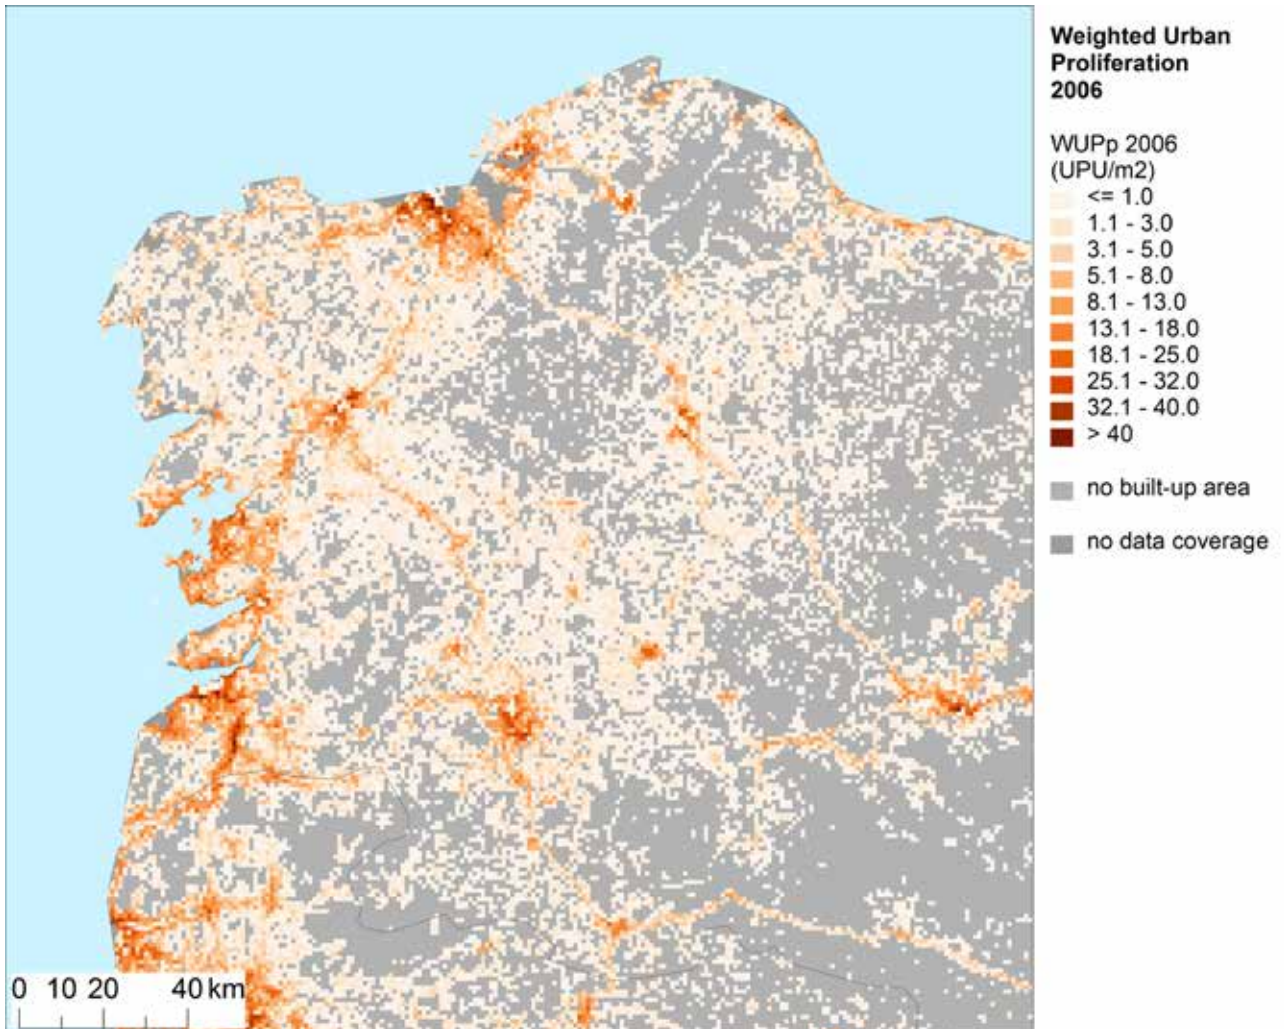 Weighted Urban
Proliferation
2006
WUPp 2006
(UPU/m2)
<= 1.0
1.1 - 3.0
3.1 - 5.0
5.1 - 8.0
8.1 - 13.0
13.1 - 18.0
18.1 - 25.0
25.1 - 32.0
32.1 - 40.0
> 40
no built-up area
no data coverage
0 10 20 40 km